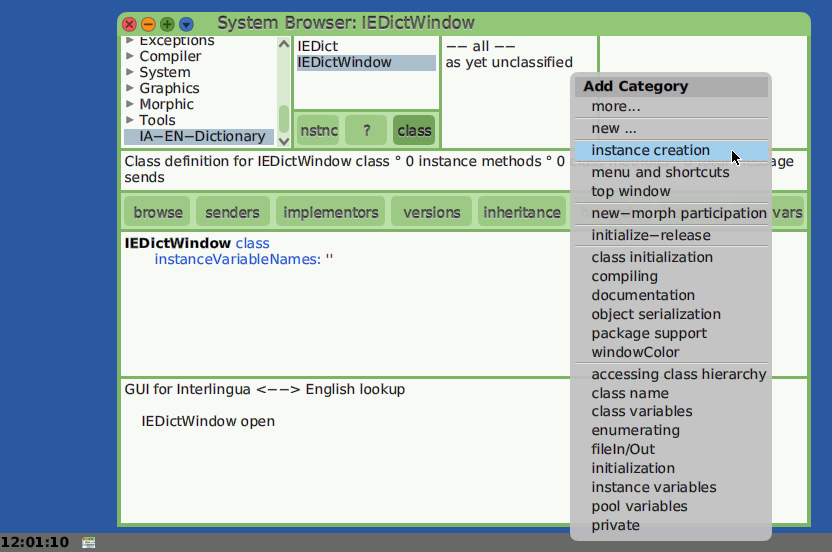 System Browser: IEDictWindow
Exceptions
Compiler
System
Graphics
Morphic
Tools
IA−EN−Dictionary
IEDict
IEDictWindow
nstnc ? class
−− all −−
as yet unclassified
Class definition for IEDictWindow class ° 0 instance methods ° 0
sends
browse senders implementors versions inheritance vars
IEDictWindow class
instanceVariableNames: ''
GUI for Interlingua <−−> English lookup
IEDictWindow open
Add Category
more...
new ...
instance creation
menu and shortcuts
top window
new−morph participation
initialize−release
class initialization
compiling
documentation
object serialization
package support
windowColor
accessing class hierarchy
class name
class variables
enumerating
fileIn/Out
initialization
instance variables
pool variables
private
12:01:10